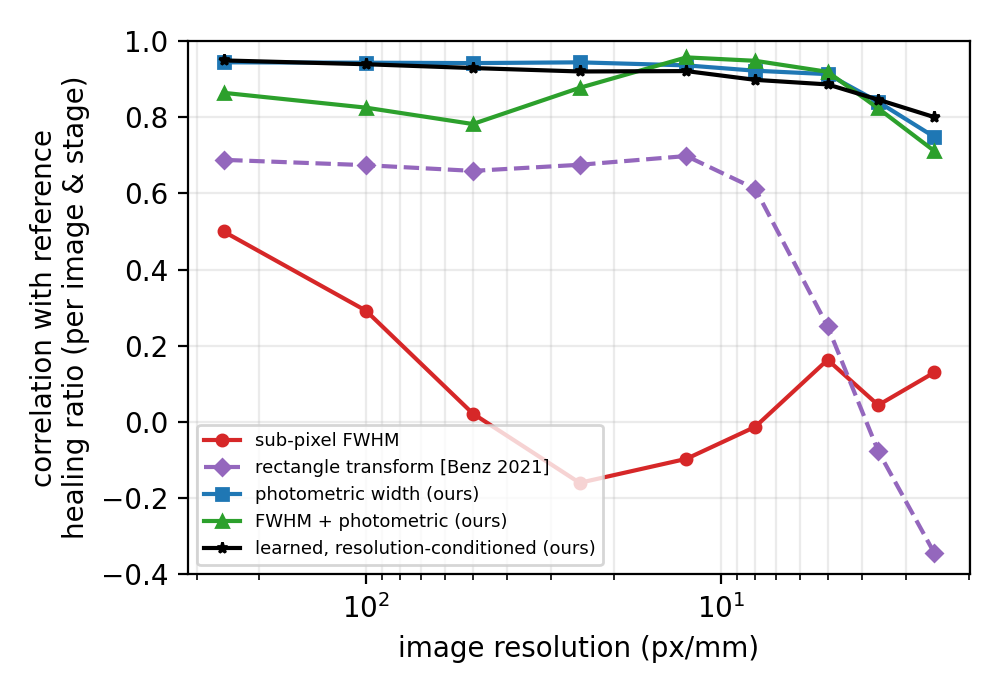 1.0
0.8
0.6
0.4
0.2
0.0
−0.2
−0.4
correlation with reference
healing ratio (per image & stage)
sub-pixel FWHM
rectangle transform [Benz 2021]
photometric width (ours)
FWHM + photometric (ours)
learned, resolution-conditioned (ours)
10² 10¹
image resolution (px/mm)